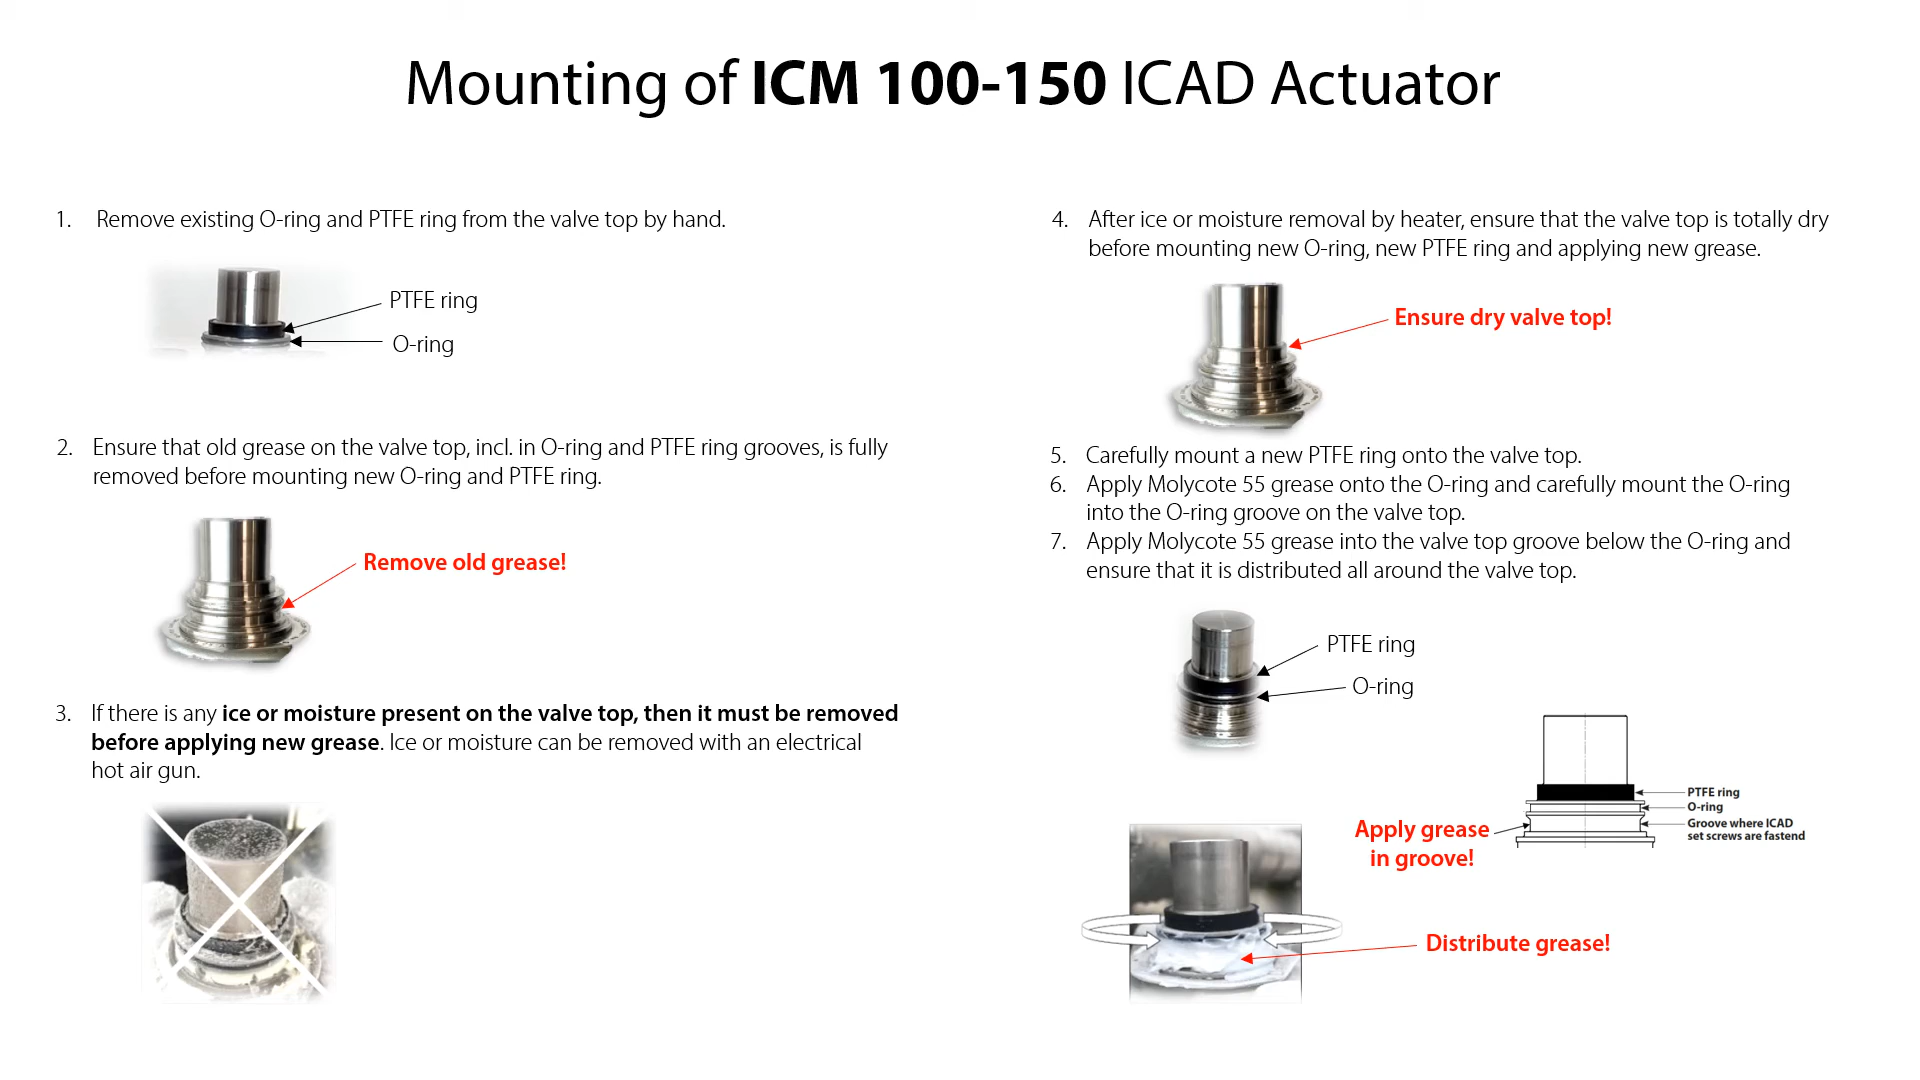 Mounting of ICM 100-150 ICAD Actuator
1. Remove existing O-ring and PTFE ring from the valve top by hand.
PTFE ring
O-ring
2. Ensure that old grease on the valve top, incl. in O-ring and PTFE ring grooves, is fully
removed before mounting new O-ring and PTFE ring.
Remove old grease!
3. If there is any ice or moisture present on the valve top, then it must be removed
before applying new grease. Ice or moisture can be removed with an electrical
hot air gun.
4. After ice or moisture removal by heater, ensure that the valve top is totally dry
before mounting new O-ring, new PTFE ring and applying new grease.
Ensure dry valve top!
5. Carefully mount a new PTFE ring onto the valve top.
6. Apply Molycote 55 grease onto the O-ring and carefully mount the O-ring
into the O-ring groove on the valve top.
7. Apply Molycote 55 grease into the valve top groove below the O-ring and
ensure that it is distributed all around the valve top.
PTFE ring
O-ring
PTFE ring
O-ring
Groove where ICAD
set screws are fastend
Apply grease
in groove!
Distribute grease!